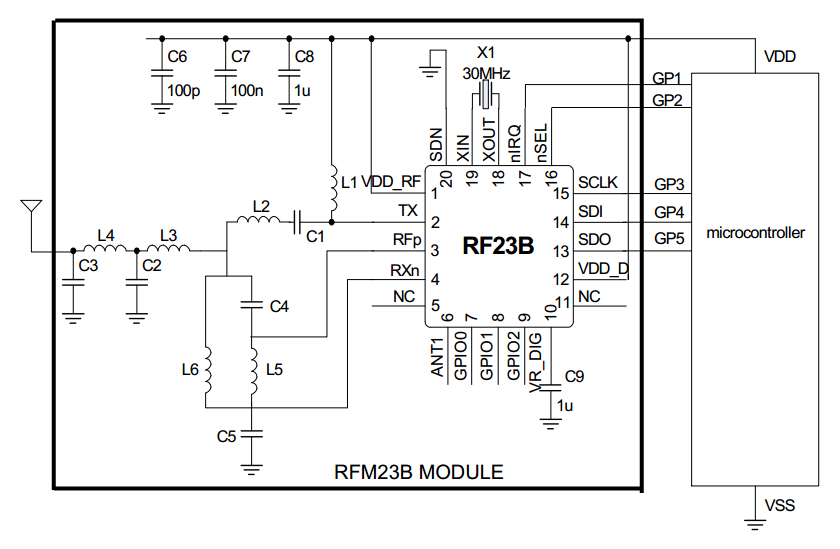 C6
100p
C7
100n
C8
1u
X1
30MHz
VDD
GP1
GP2
SDN
XIN
XOUT
nIRQ
nSEL
20
19
18
17
16
L1
VDD_RF
1
15
SCLK
GP3
L2
C1
TX
2
14
SDI
GP4
microcontroller
L4
L3
RFp
3
RF23B
13
SDO
GP5
C3
C2
RXn
4
12
VDD_D
C4
NC
5
11
NC
6
7
8
9
10
ANT1
GPIO0
GPIO1
GPIO2
VR_DIG
L6
L5
C9
1u
C5
RFM23B MODULE
VSS